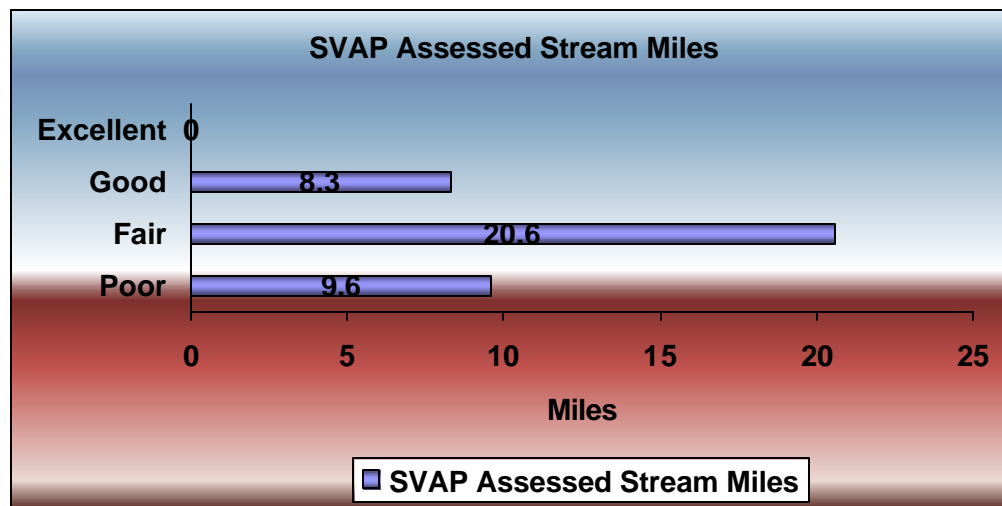 SVAP Assessed Stream Miles
Excellent 0
Good 8.3
Fair 20.6
Poor 9.6
0 5 10 15 20 25
Miles
SVAP Assessed Stream Miles